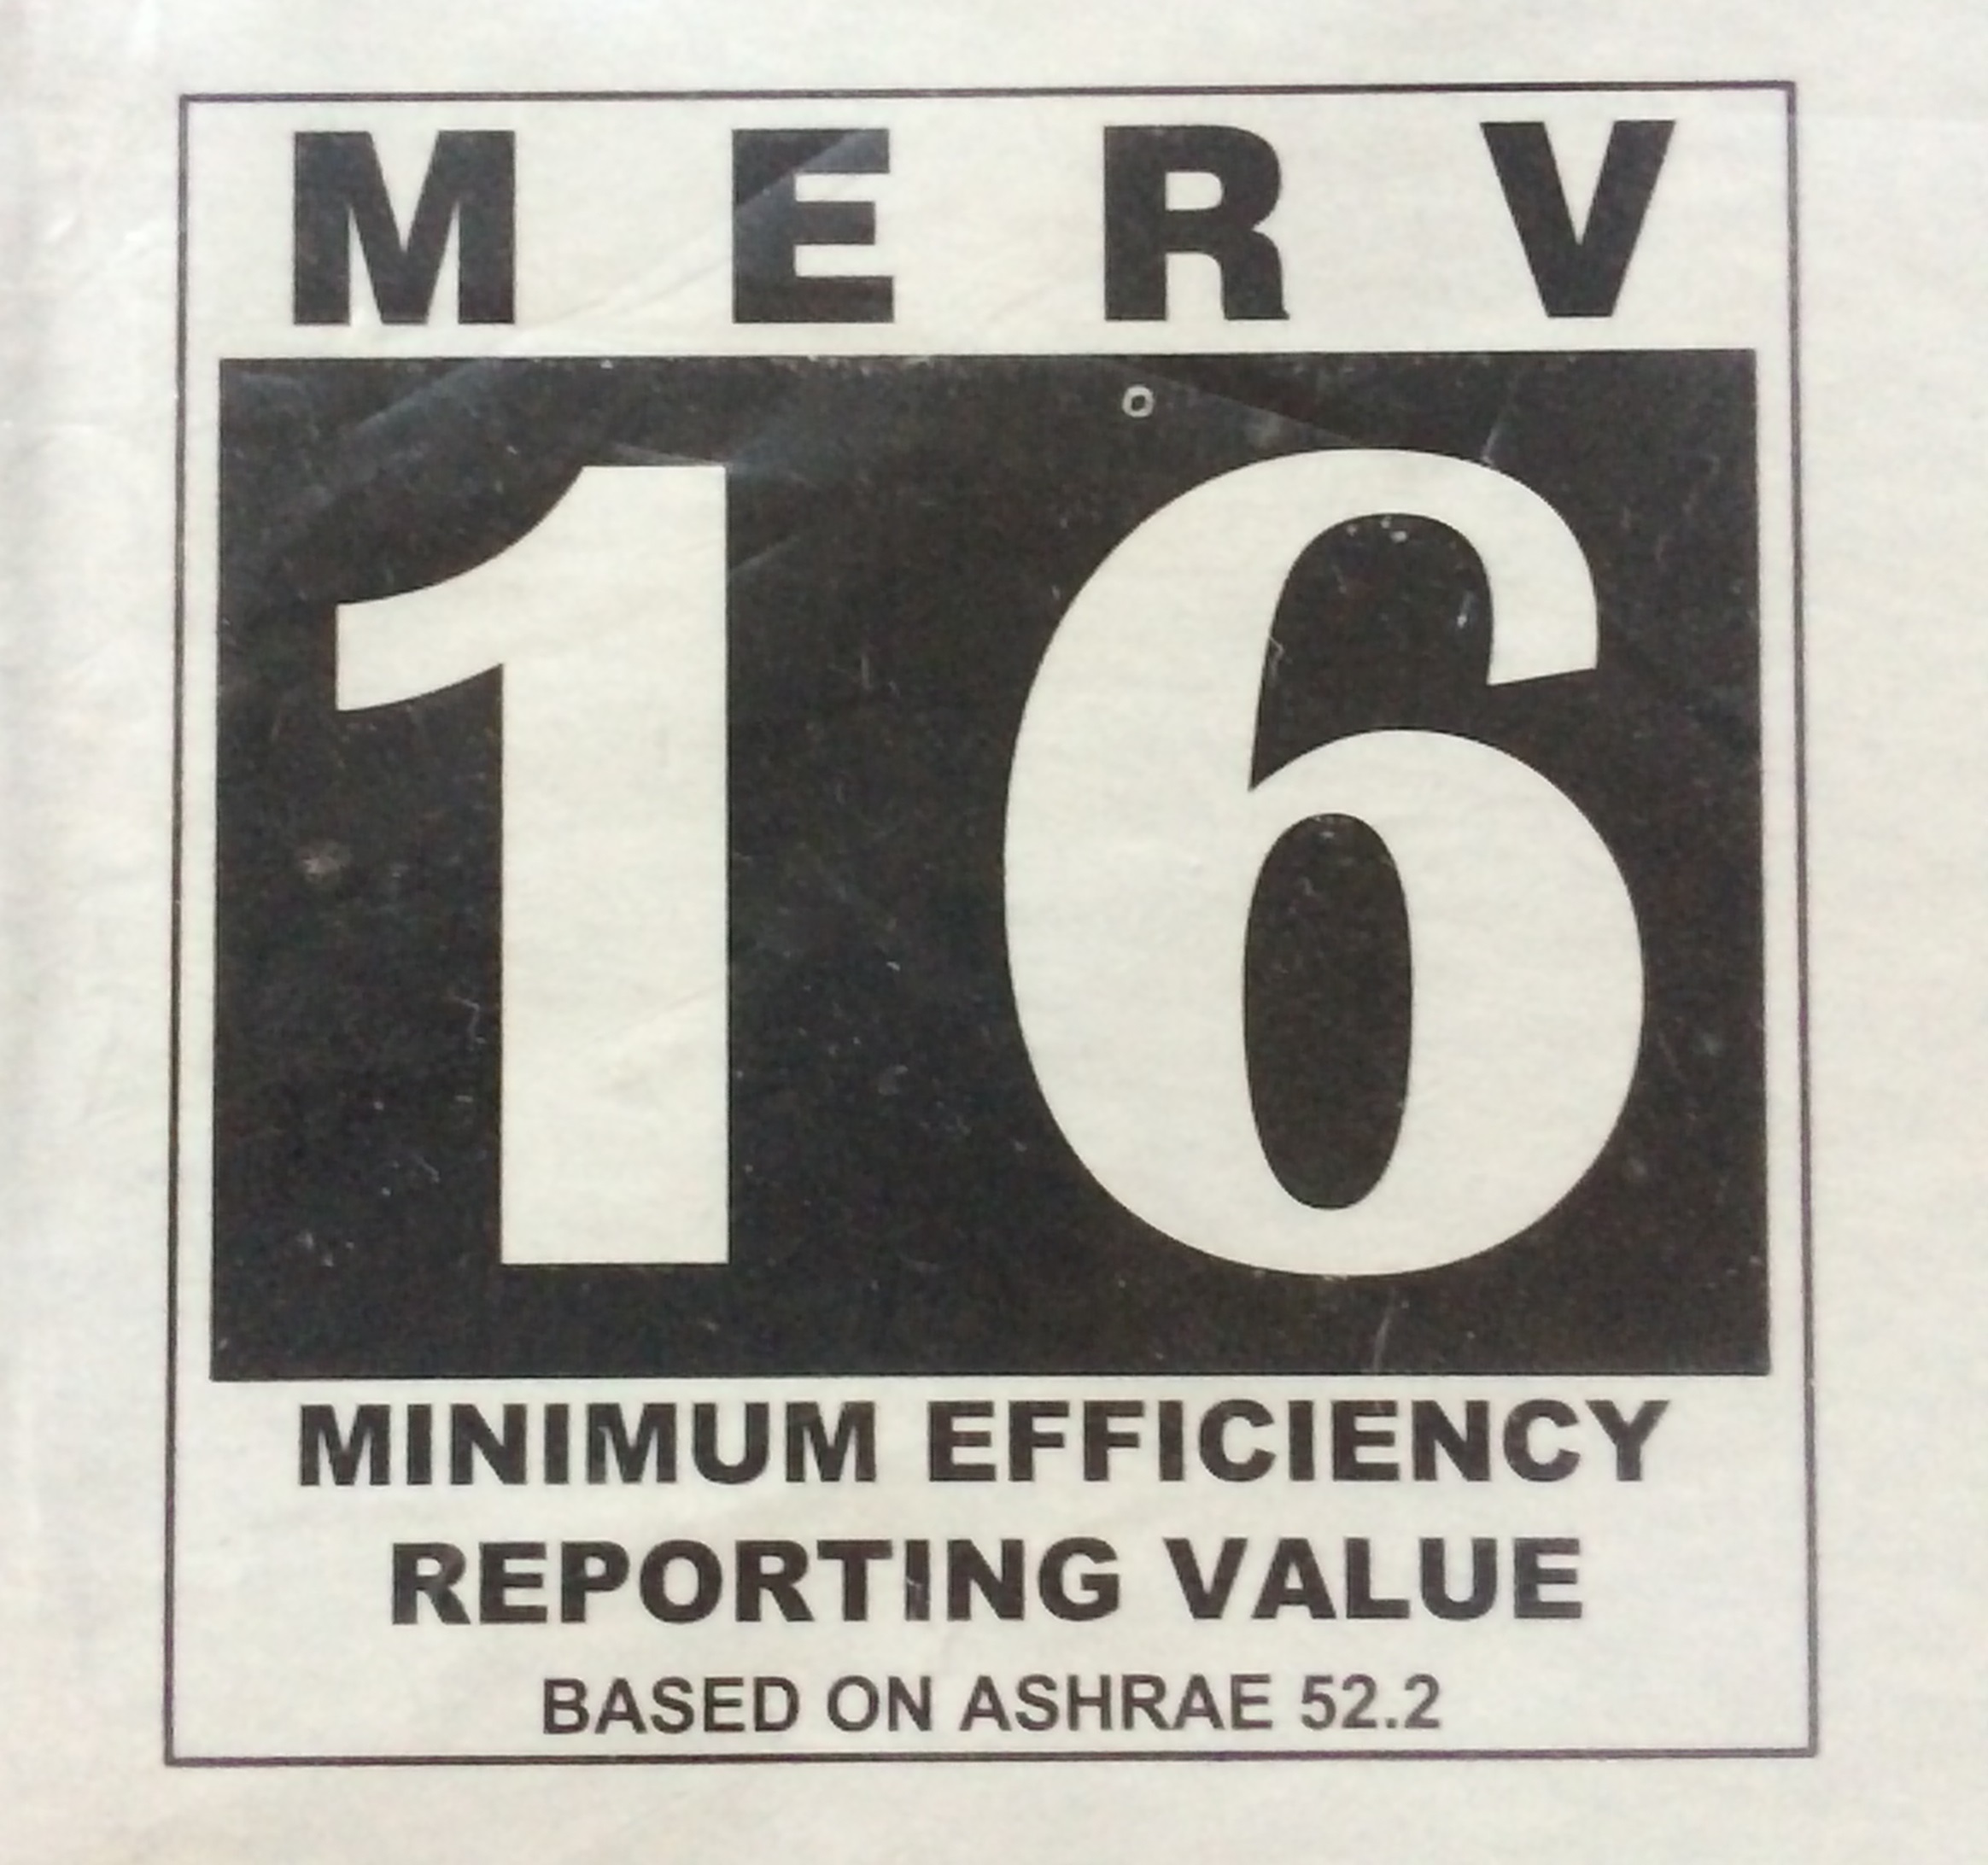 MERV
16
MINIMUM EFFICIENCY
REPORTING VALUE
BASED ON ASHRAE 52.2